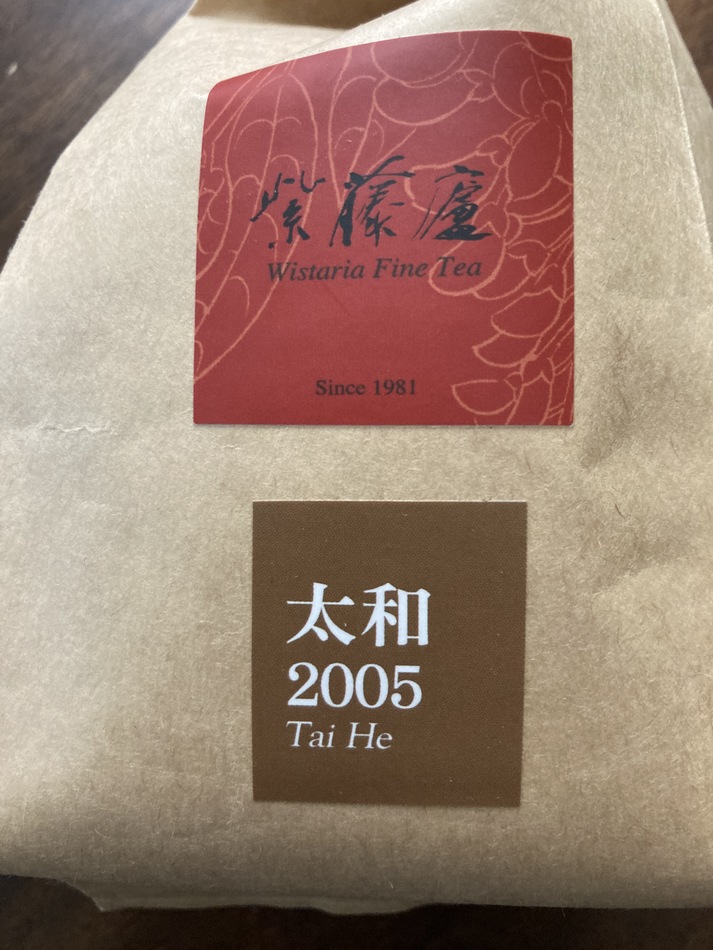 紫藤廬
Wistaria Fine Tea
Since 1981
太和
2005
Tai He